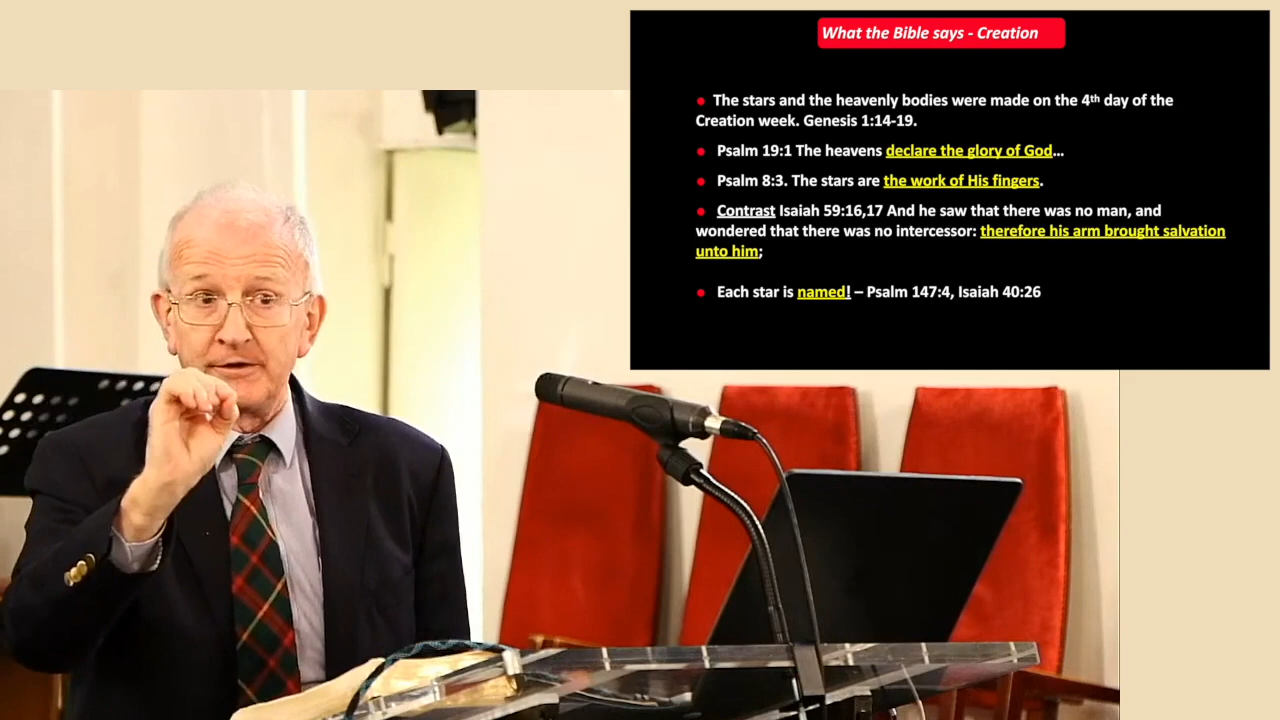 What the Bible says - Creation
● The stars and the heavenly bodies were made on the 4th day of the
Creation week. Genesis 1:14-19.
● Psalm 19:1 The heavens declare the glory of God…
● Psalm 8:3. The stars are the work of His fingers.
● Contrast Isaiah 59:16,17 And he saw that there was no man, and
wondered that there was no intercessor: therefore his arm brought salvation
unto him;
● Each star is named! – Psalm 147:4, Isaiah 40:26